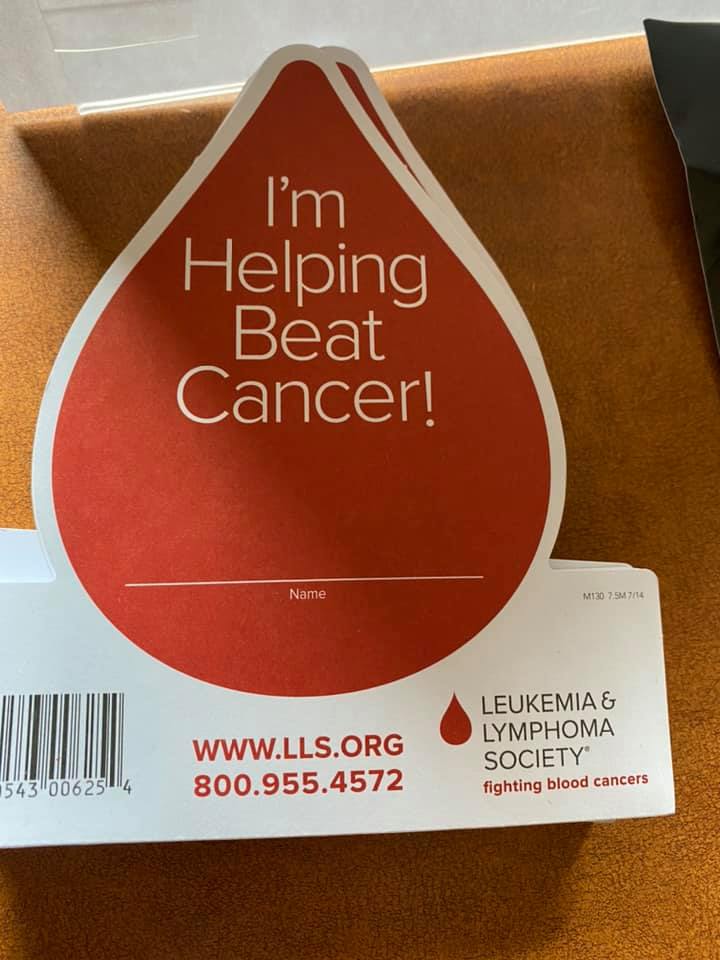 I'm
Helping
Beat
Cancer!
Name
M130 7.5M 7/14
WWW.LLS.ORG
800.955.4572
LEUKEMIA &
LYMPHOMA
SOCIETY®
fighting blood cancers
543 00625 4